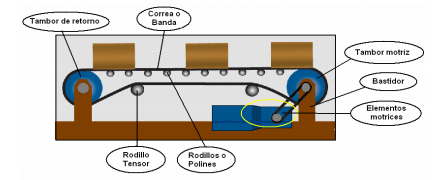 Tambor de retorno
Correa o
Banda
Tambor motriz
Bastidor
Elementos
motrices
Rodillo
Tensor
Rodillos o
Polines